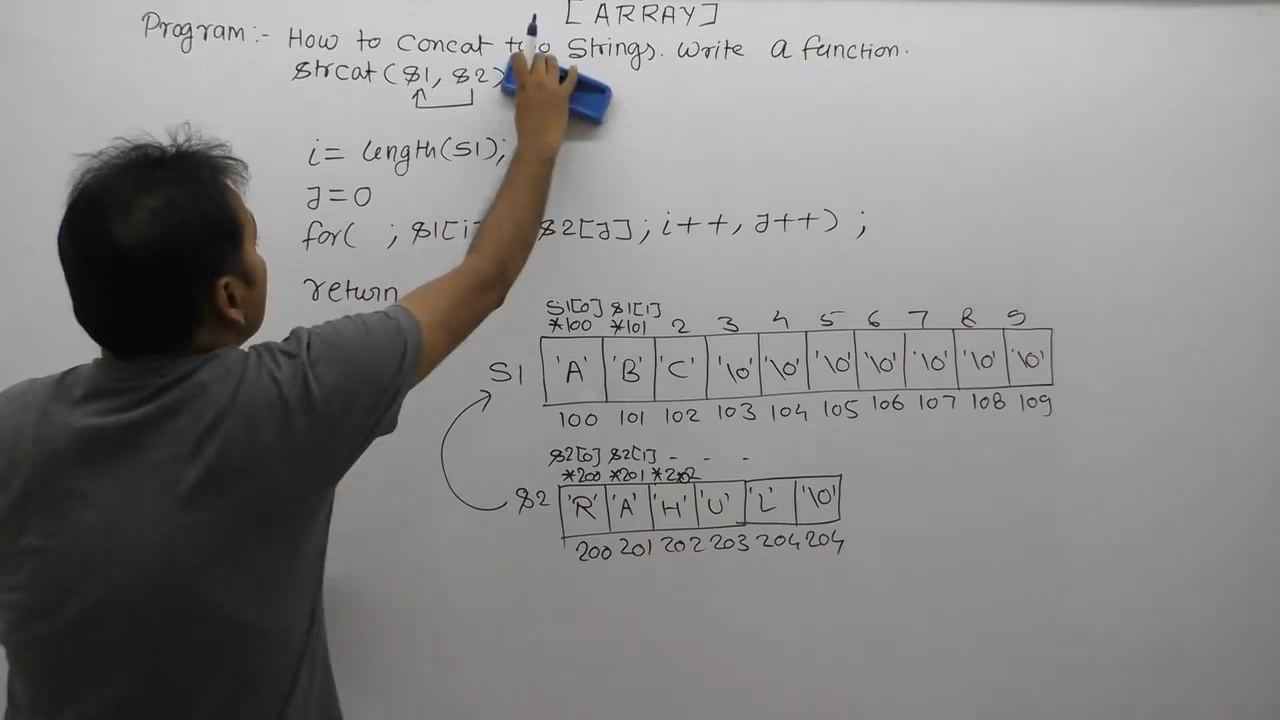 [ARRAY]
Program:- How to Concat two Strings. Write a function.
Strcat(S1, S2)
i= length(S1);
J=0
for( ; S1[i S2[J]; i++, J++) ;
return
S1[0] S1[1]
*100 *101 2 3 4 5 6 7 8 9
S1 'A' 'B' 'C' '\0' '\0' '\0' '\0' '\0' '\0' '\0'
100 101 102 103 104 105 106 107 108 109
S2[0] S2[1] - - -
*200 *201 *202
S2 'R' 'A' 'H' 'U' 'L' '\0'
200 201 202 203 204 204